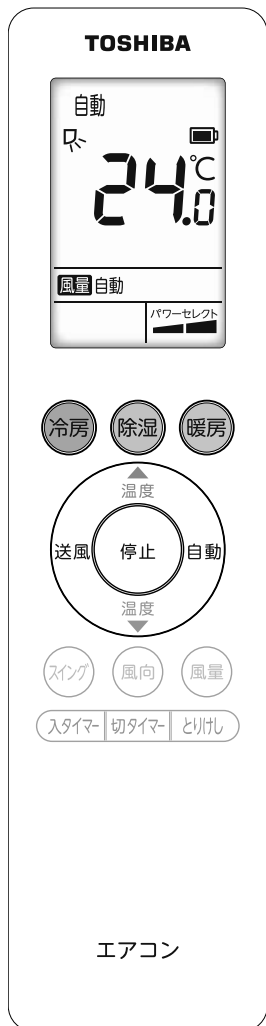 TOSHIBA
自動
24.0℃
風量 自動
パワーセレクト
冷房 除湿 暖房
温度
送風 停止 自動
温度
スイング 風向 風量
入タイマー 切タイマー とりけし
エアコン